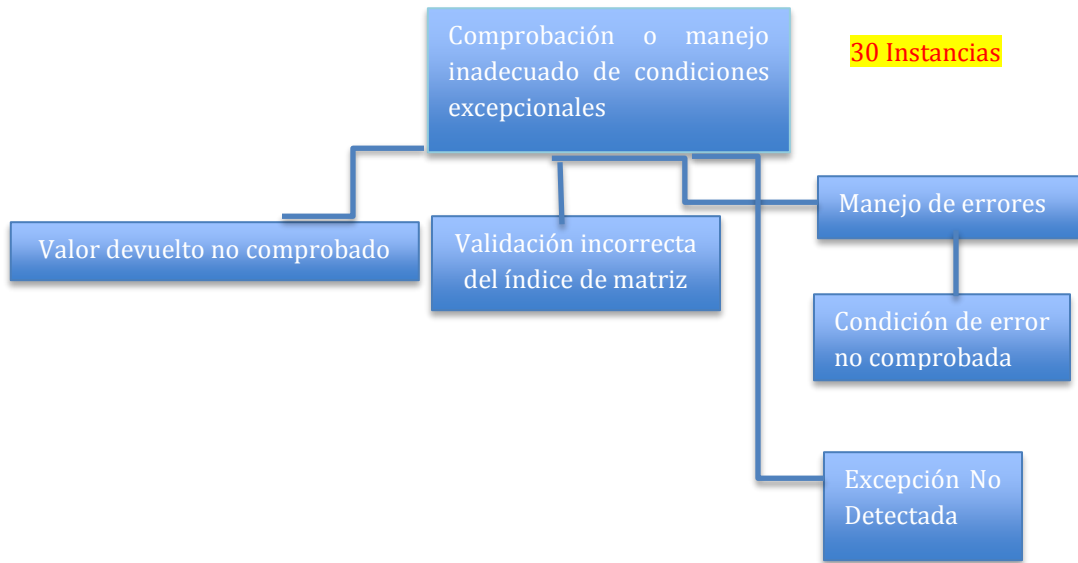 Comprobación o manejo
inadecuado de condiciones
excepcionales
30 Instancias
Valor devuelto no comprobado
Validación incorrecta
del índice de matriz
Manejo de errores
Condición de error
no comprobada
Excepción No
Detectada